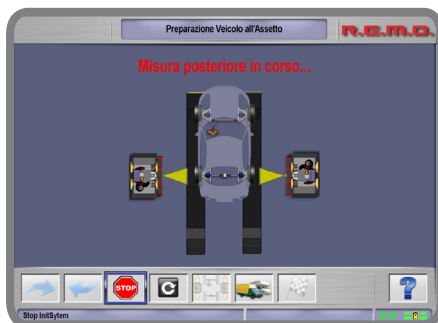 Preparazione Veicolo all'Assetto
R.E.M.O.
Misura posteriore in corso...
STOP
C
?
Stop InitSytem